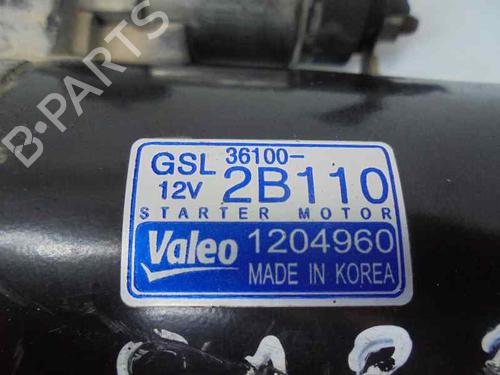 GSL 36100-
12V 2B110
STARTER MOTOR
Valeo 1204960
MADE IN KOREA
B-PARTS